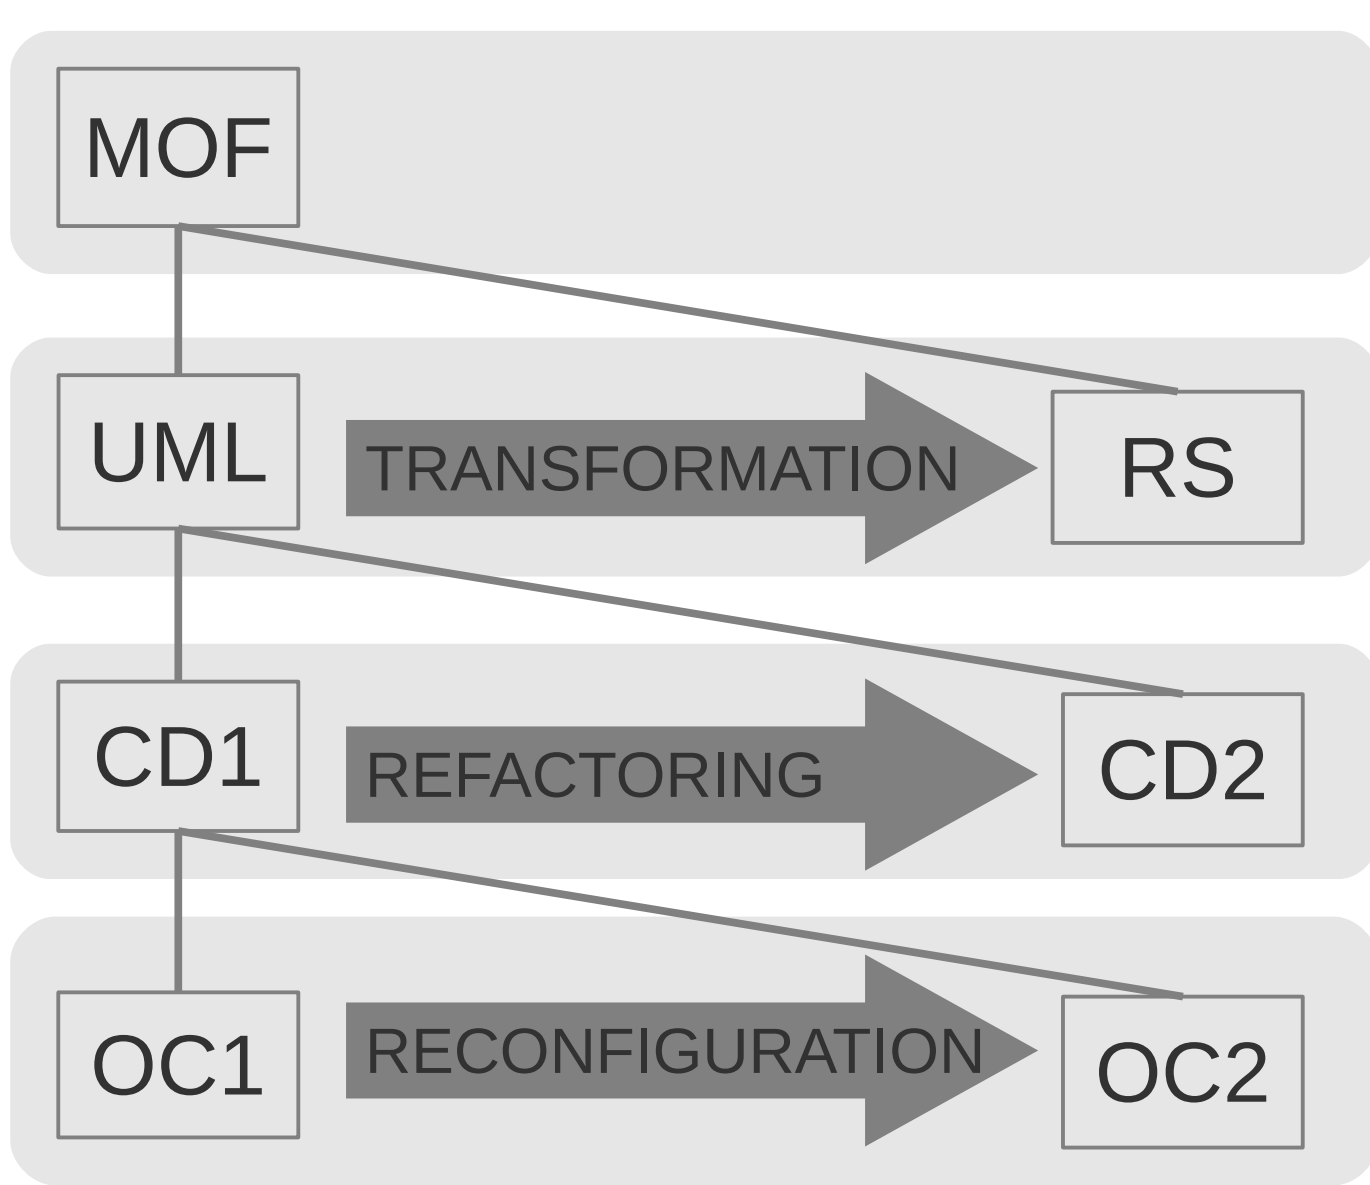 MOF
UML
TRANSFORMATION
RS
CD1
REFACTORING
CD2
OC1
RECONFIGURATION
OC2